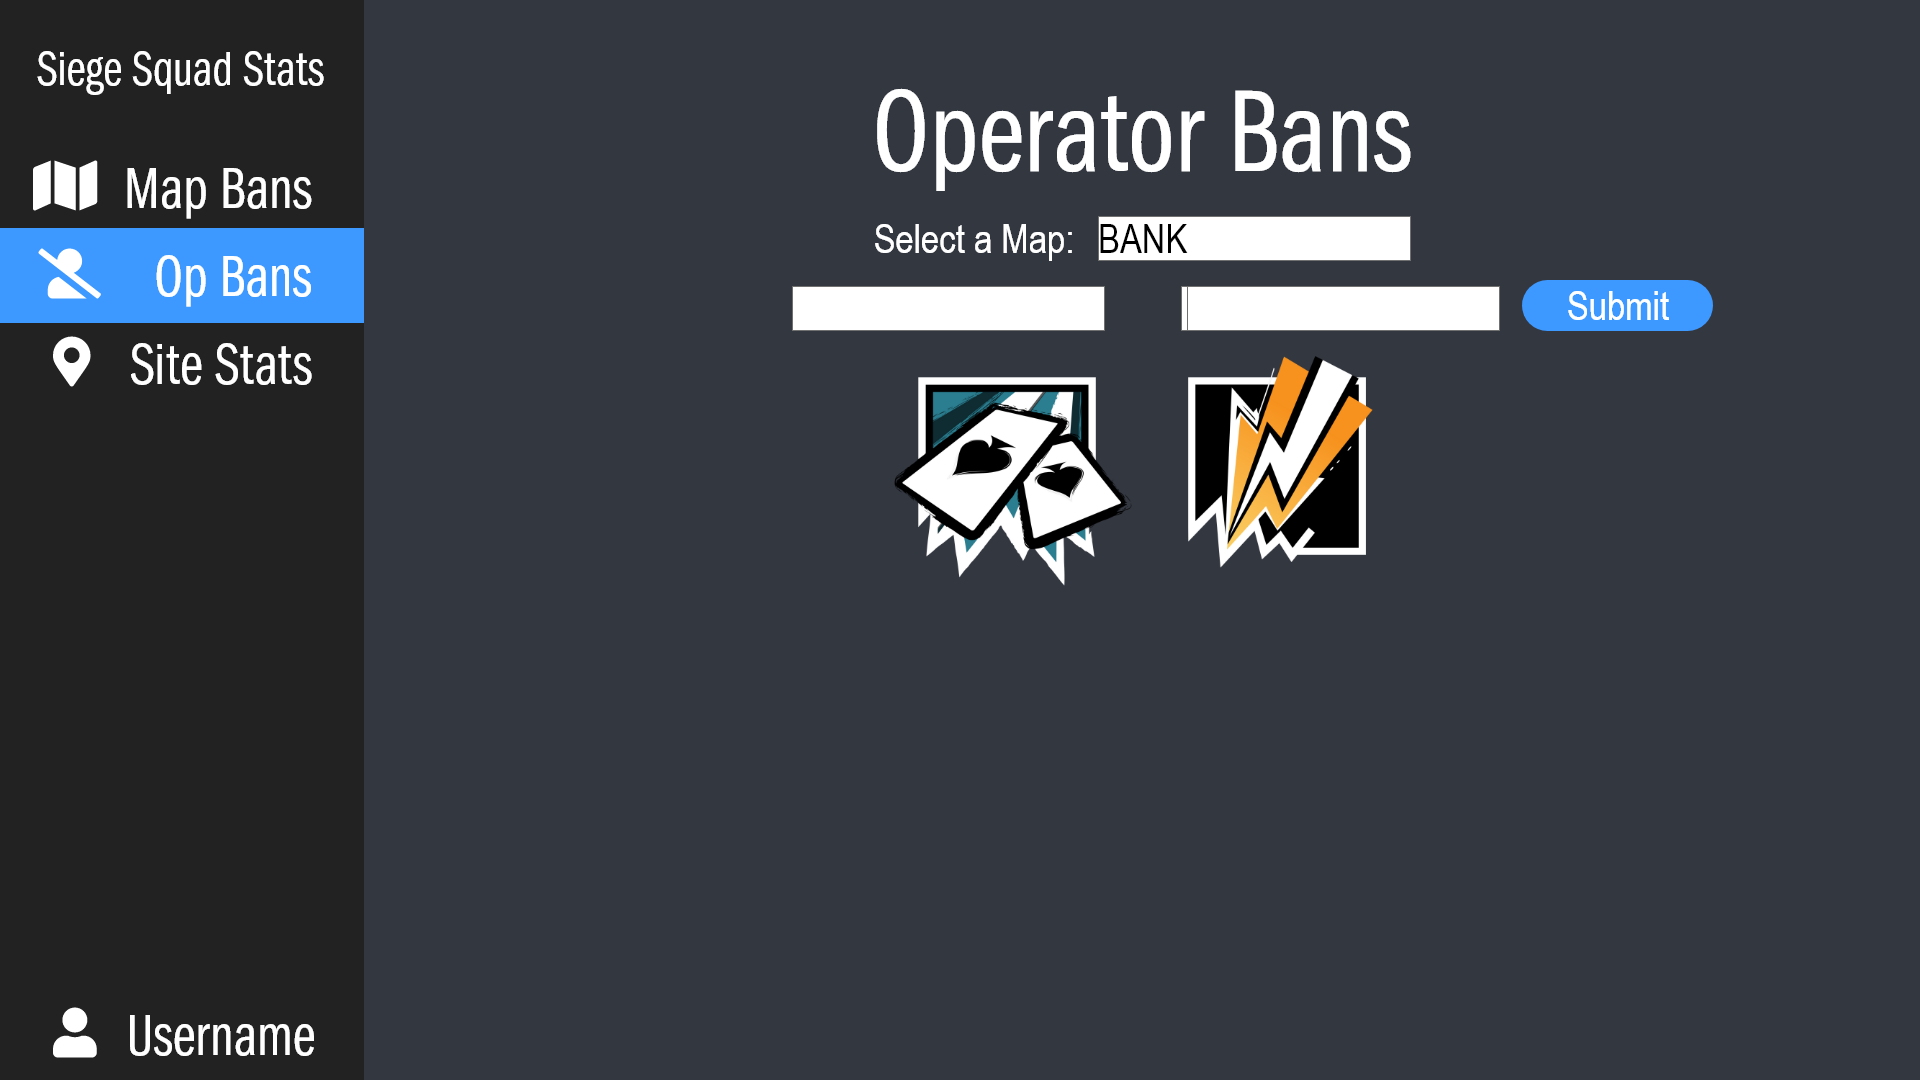 Siege Squad Stats
Map Bans
Op Bans
Site Stats
Username
Operator Bans
Select a Map: BANK
Submit